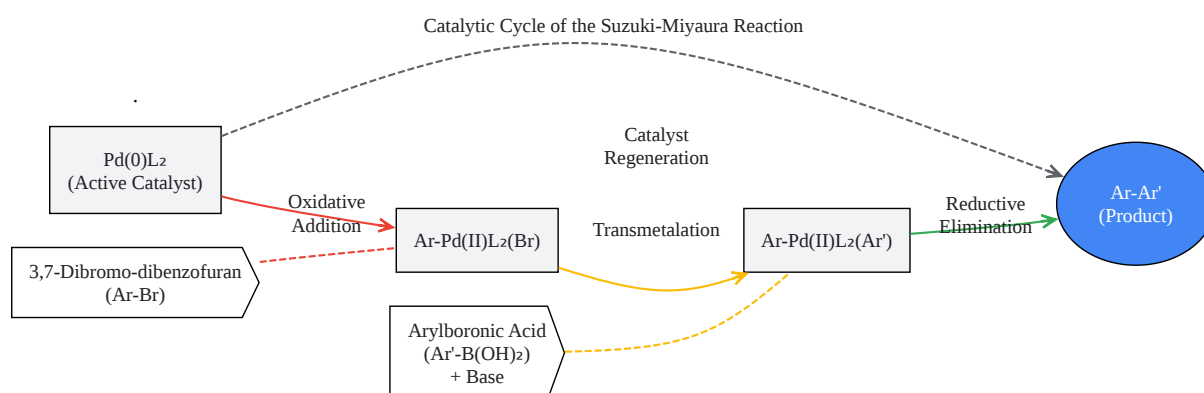 Catalytic Cycle of the Suzuki-Miyaura Reaction
.
Pd(0)L₂
(Active Catalyst)
Catalyst
Regeneration
Oxidative
Addition
Ar-Pd(II)L₂(Br)
Transmetalation
Ar-Pd(II)L₂(Ar')
Reductive
Elimination
Ar-Ar'
(Product)
3,7-Dibromo-dibenzofuran
(Ar-Br)
Arylboronic Acid
(Ar'-B(OH)₂)
+ Base